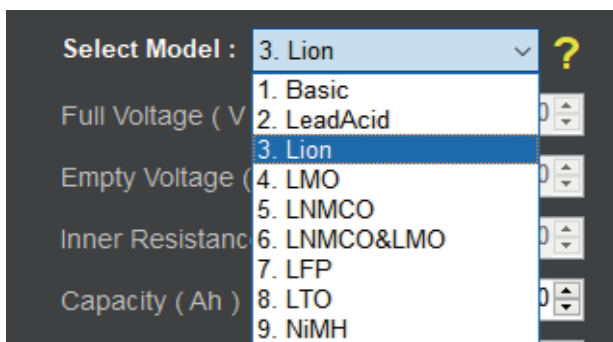 Select Model : 3. Lion ?
1. Basic
Full Voltage ( V
2. LeadAcid
3. Lion
Empty Voltage (
4. LMO
5. LNMCO
Inner Resistanc
6. LNMCO&LMO
7. LFP
Capacity ( Ah )
8. LTO
9. NiMH